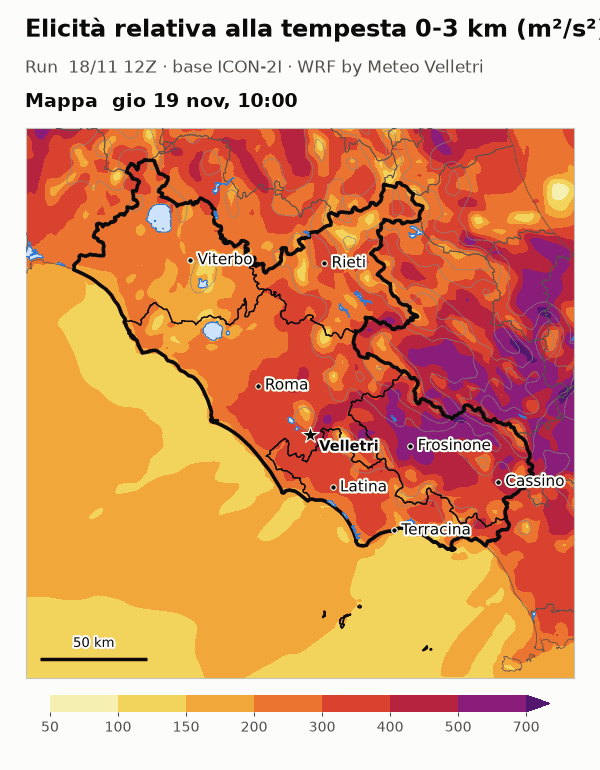 Elicità relativa alla tempesta 0-3 km (m²/s²)
Run 18/11 12Z · base ICON-2I · WRF by Meteo Velletri
Mappa gio 19 nov, 10:00
Viterbo
Rieti
Roma
Velletri
Frosinone
Latina
Cassino
Terracina
50 km
50 100 150 200 300 400 500 700